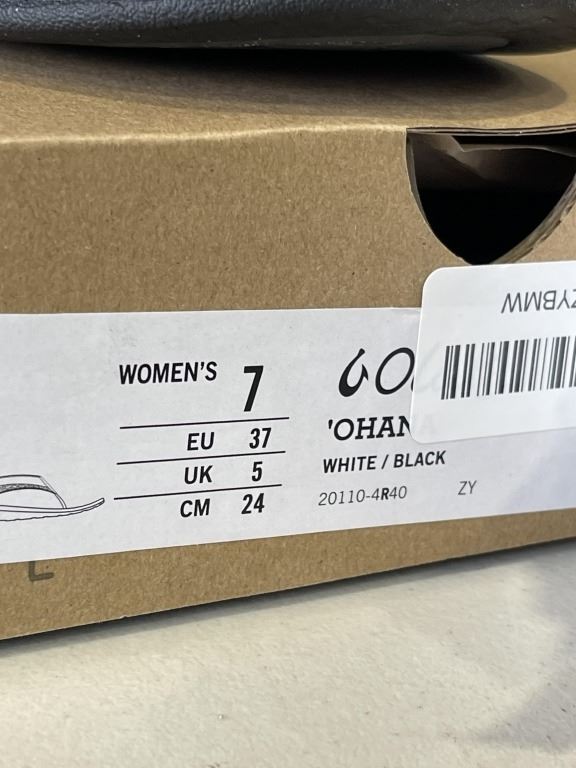 WOMEN'S 7
EU 37
UK 5
CM 24
'OHAN
WHITE / BLACK
20110-4R40 ZY
ZYBMW
L